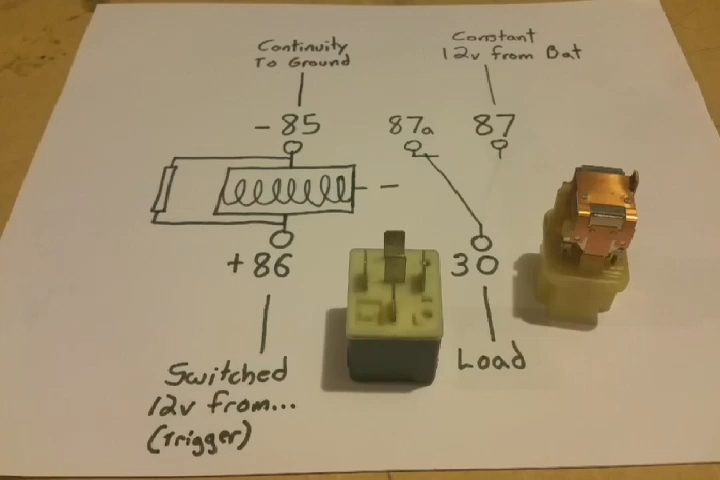 Continuity
To Ground
Constant
12v from Bat
- 85
87a
87
+ 86
30
Switched
12v from...
(Trigger)
Load